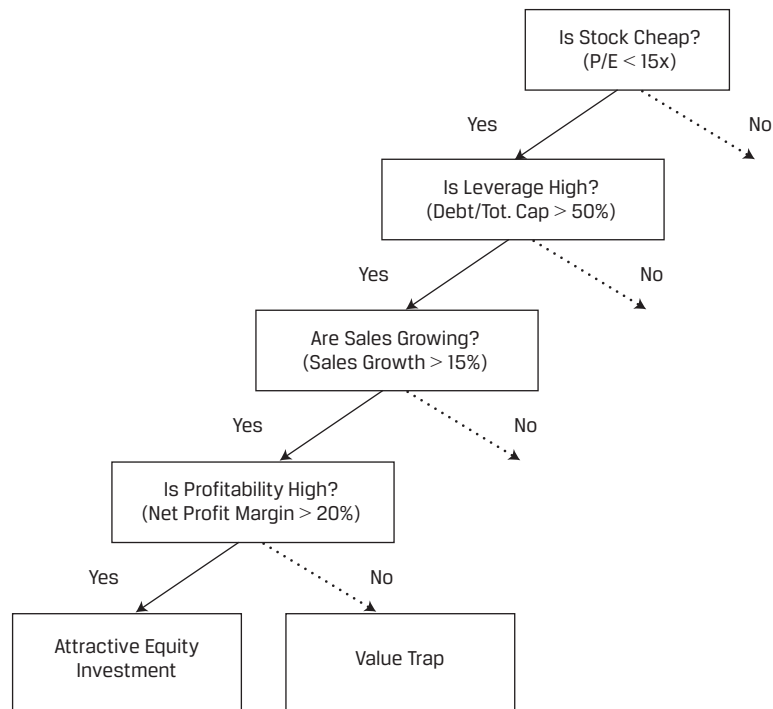 Is Stock Cheap?
(P/E < 15x)
Yes
No
Is Leverage High?
(Debt/Tot. Cap > 50%)
Yes
No
Are Sales Growing?
(Sales Growth > 15%)
Yes
No
Is Profitability High?
(Net Profit Margin > 20%)
Yes
No
Attractive Equity
Investment
Value Trap